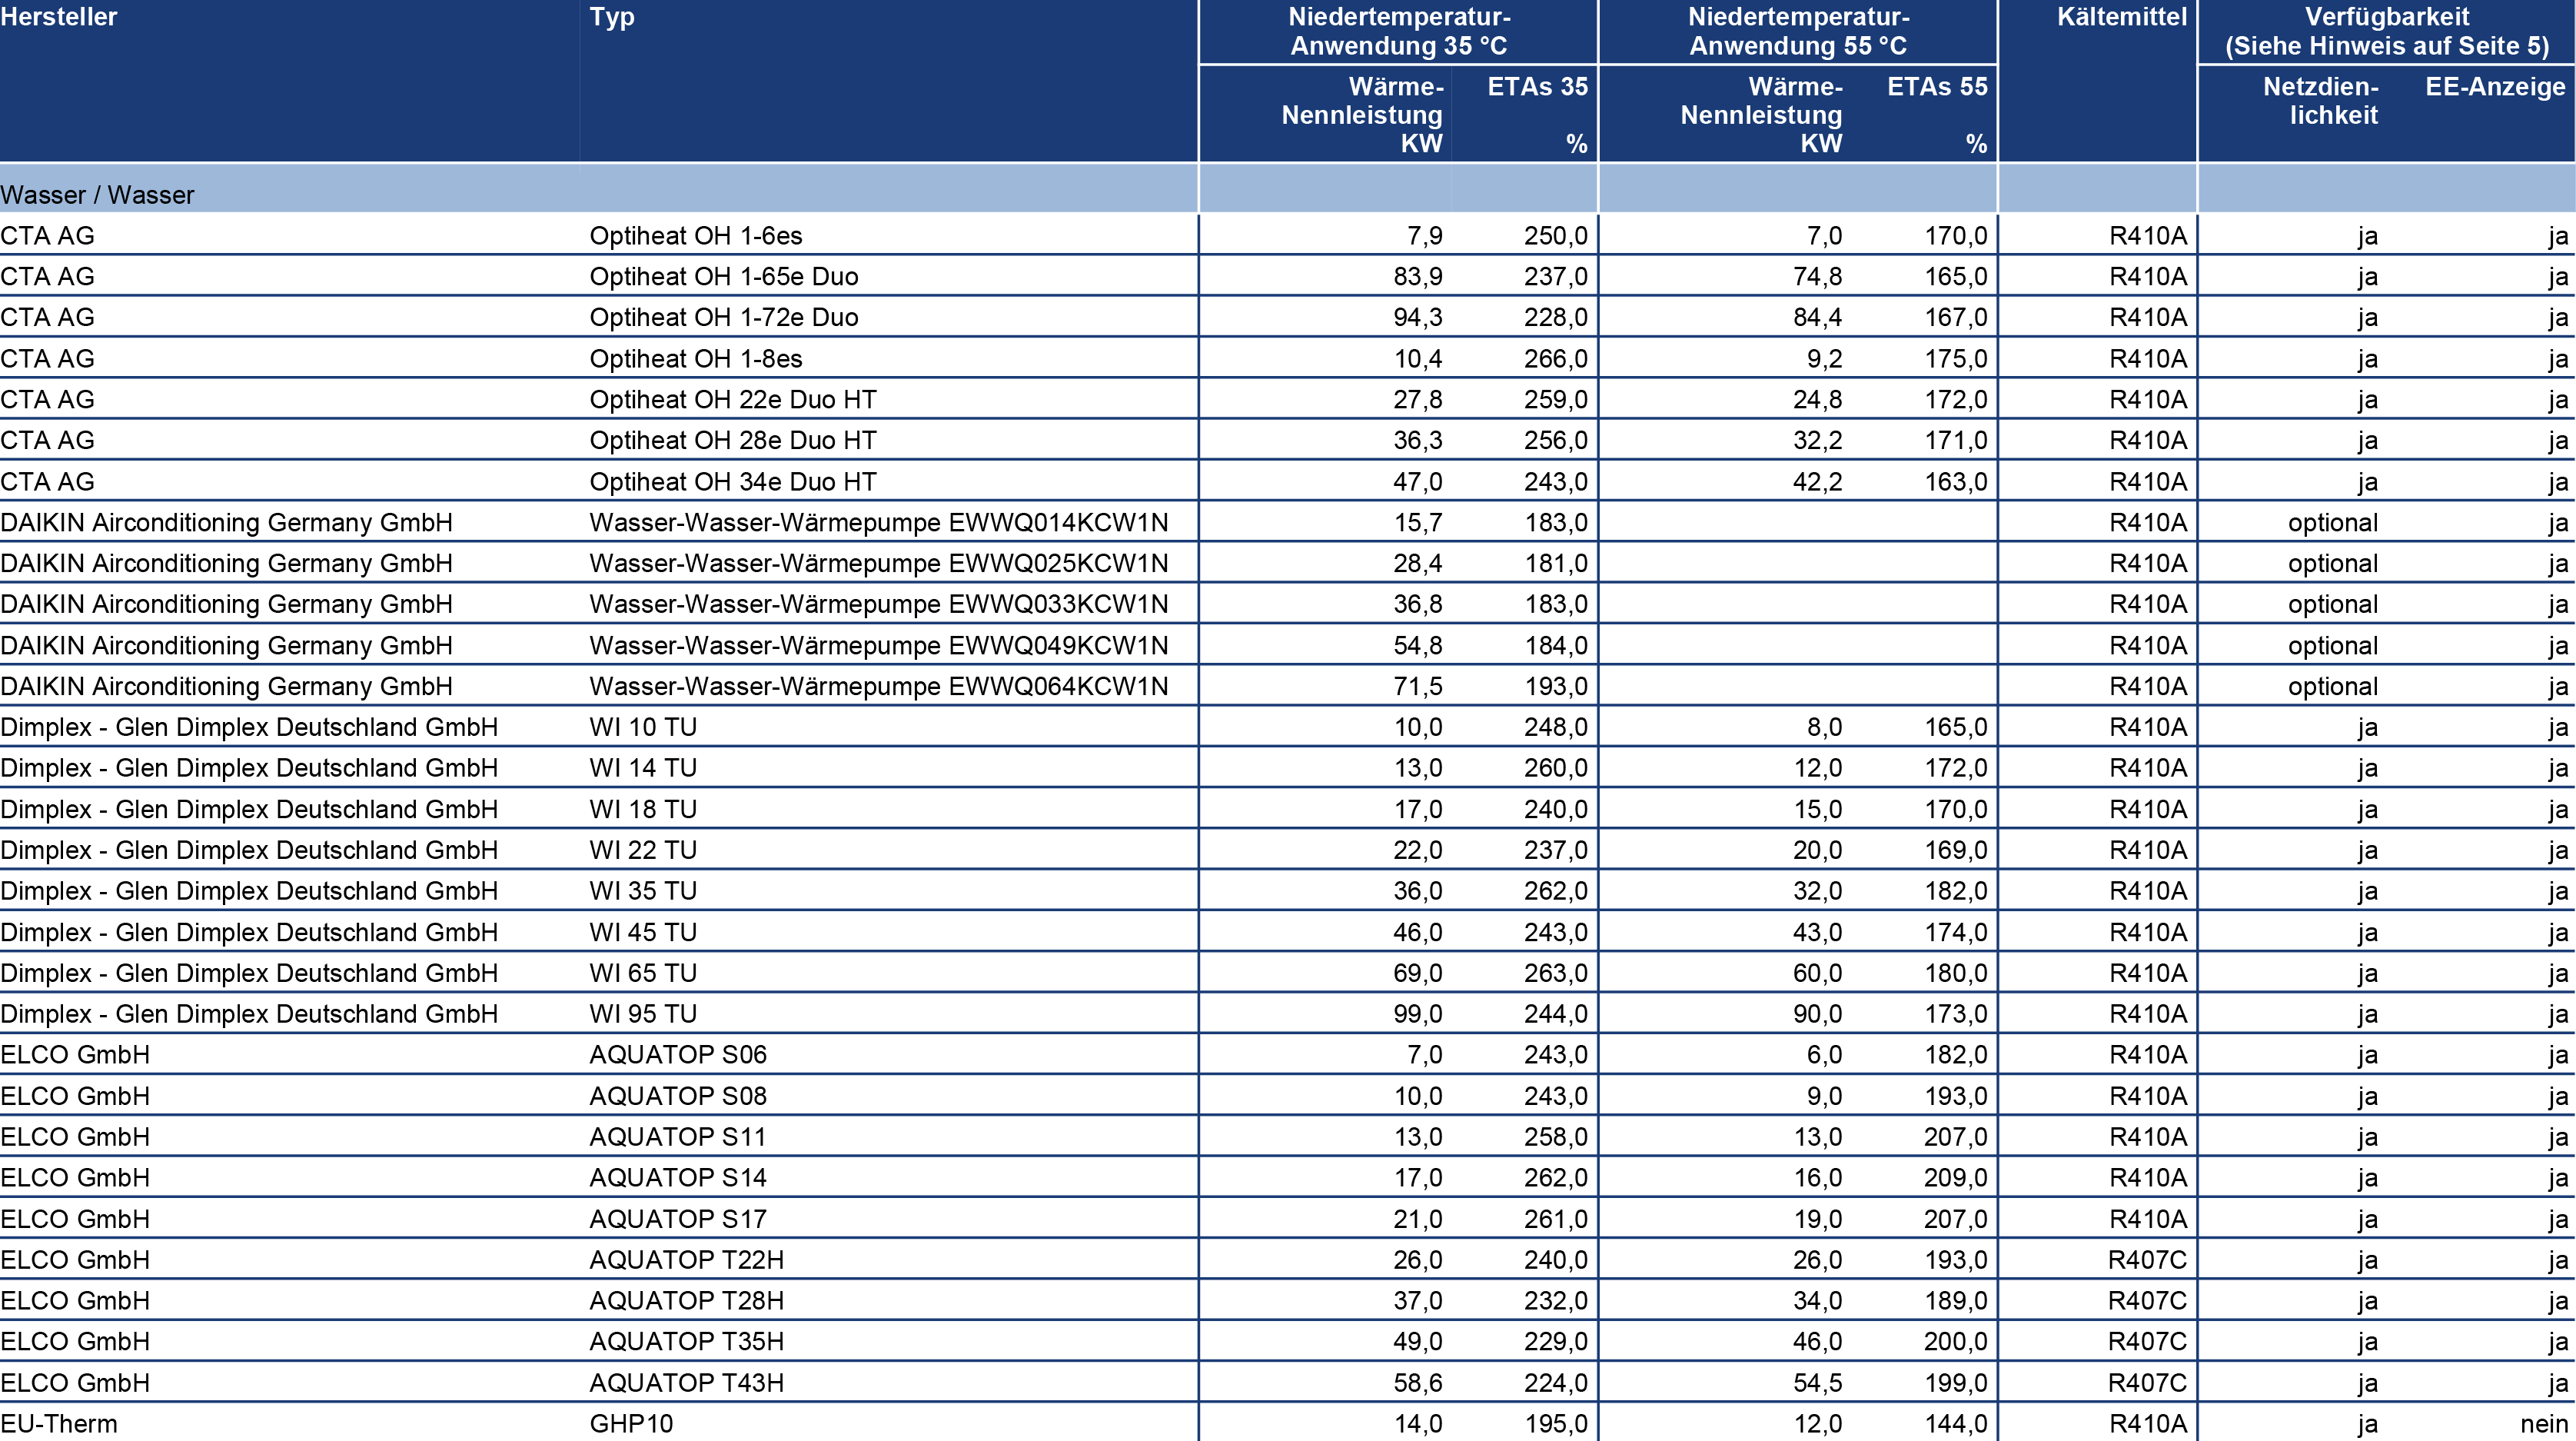 Hersteller Typ Niedertemperatur- Niedertemperatur- Kältemittel Verfügbarkeit
Anwendung 35 °C Anwendung 55 °C (Siehe Hinweis auf Seite 5)
Wärme- ETAs 35 Wärme- ETAs 55 Netzdien- EE-Anzeige
Nennleistung Nennleistung lichkeit
KW % KW %
Wasser / Wasser
CTA AG Optiheat OH 1-6es 7,9 250,0 7,0 170,0 R410A ja ja
CTA AG Optiheat OH 1-65e Duo 83,9 237,0 74,8 165,0 R410A ja ja
CTA AG Optiheat OH 1-72e Duo 94,3 228,0 84,4 167,0 R410A ja ja
CTA AG Optiheat OH 1-8es 10,4 266,0 9,2 175,0 R410A ja ja
CTA AG Optiheat OH 22e Duo HT 27,8 259,0 24,8 172,0 R410A ja ja
CTA AG Optiheat OH 28e Duo HT 36,3 256,0 32,2 171,0 R410A ja ja
CTA AG Optiheat OH 34e Duo HT 47,0 243,0 42,2 163,0 R410A ja ja
DAIKIN Airconditioning Germany GmbH Wasser-Wasser-Wärmepumpe EWWQ014KCW1N 15,7 183,0 R410A optional ja
DAIKIN Airconditioning Germany GmbH Wasser-Wasser-Wärmepumpe EWWQ025KCW1N 28,4 181,0 R410A optional ja
DAIKIN Airconditioning Germany GmbH Wasser-Wasser-Wärmepumpe EWWQ033KCW1N 36,8 183,0 R410A optional ja
DAIKIN Airconditioning Germany GmbH Wasser-Wasser-Wärmepumpe EWWQ049KCW1N 54,8 184,0 R410A optional ja
DAIKIN Airconditioning Germany GmbH Wasser-Wasser-Wärmepumpe EWWQ064KCW1N 71,5 193,0 R410A optional ja
Dimplex - Glen Dimplex Deutschland GmbH WI 10 TU 10,0 248,0 8,0 165,0 R410A ja ja
Dimplex - Glen Dimplex Deutschland GmbH WI 14 TU 13,0 260,0 12,0 172,0 R410A ja ja
Dimplex - Glen Dimplex Deutschland GmbH WI 18 TU 17,0 240,0 15,0 170,0 R410A ja ja
Dimplex - Glen Dimplex Deutschland GmbH WI 22 TU 22,0 237,0 20,0 169,0 R410A ja ja
Dimplex - Glen Dimplex Deutschland GmbH WI 35 TU 36,0 262,0 32,0 182,0 R410A ja ja
Dimplex - Glen Dimplex Deutschland GmbH WI 45 TU 46,0 243,0 43,0 174,0 R410A ja ja
Dimplex - Glen Dimplex Deutschland GmbH WI 65 TU 69,0 263,0 60,0 180,0 R410A ja ja
Dimplex - Glen Dimplex Deutschland GmbH WI 95 TU 99,0 244,0 90,0 173,0 R410A ja ja
ELCO GmbH AQUATOP S06 7,0 243,0 6,0 182,0 R410A ja ja
ELCO GmbH AQUATOP S08 10,0 243,0 9,0 193,0 R410A ja ja
ELCO GmbH AQUATOP S11 13,0 258,0 13,0 207,0 R410A ja ja
ELCO GmbH AQUATOP S14 17,0 262,0 16,0 209,0 R410A ja ja
ELCO GmbH AQUATOP S17 21,0 261,0 19,0 207,0 R410A ja ja
ELCO GmbH AQUATOP T22H 26,0 240,0 26,0 193,0 R407C ja ja
ELCO GmbH AQUATOP T28H 37,0 232,0 34,0 189,0 R407C ja ja
ELCO GmbH AQUATOP T35H 49,0 229,0 46,0 200,0 R407C ja ja
ELCO GmbH AQUATOP T43H 58,6 224,0 54,5 199,0 R407C ja ja
EU-Therm GHP10 14,0 195,0 12,0 144,0 R410A ja nein